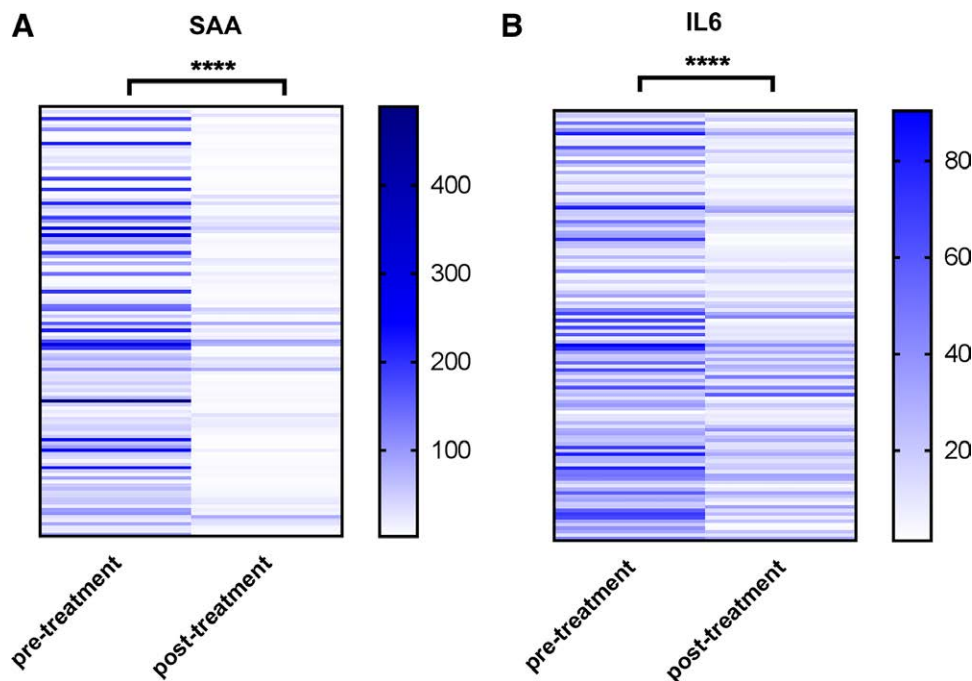 A
SAA
****
400
300
200
100
pre-treatment
post-treatment
B
IL6
****
80
60
40
20
pre-treatment
post-treatment